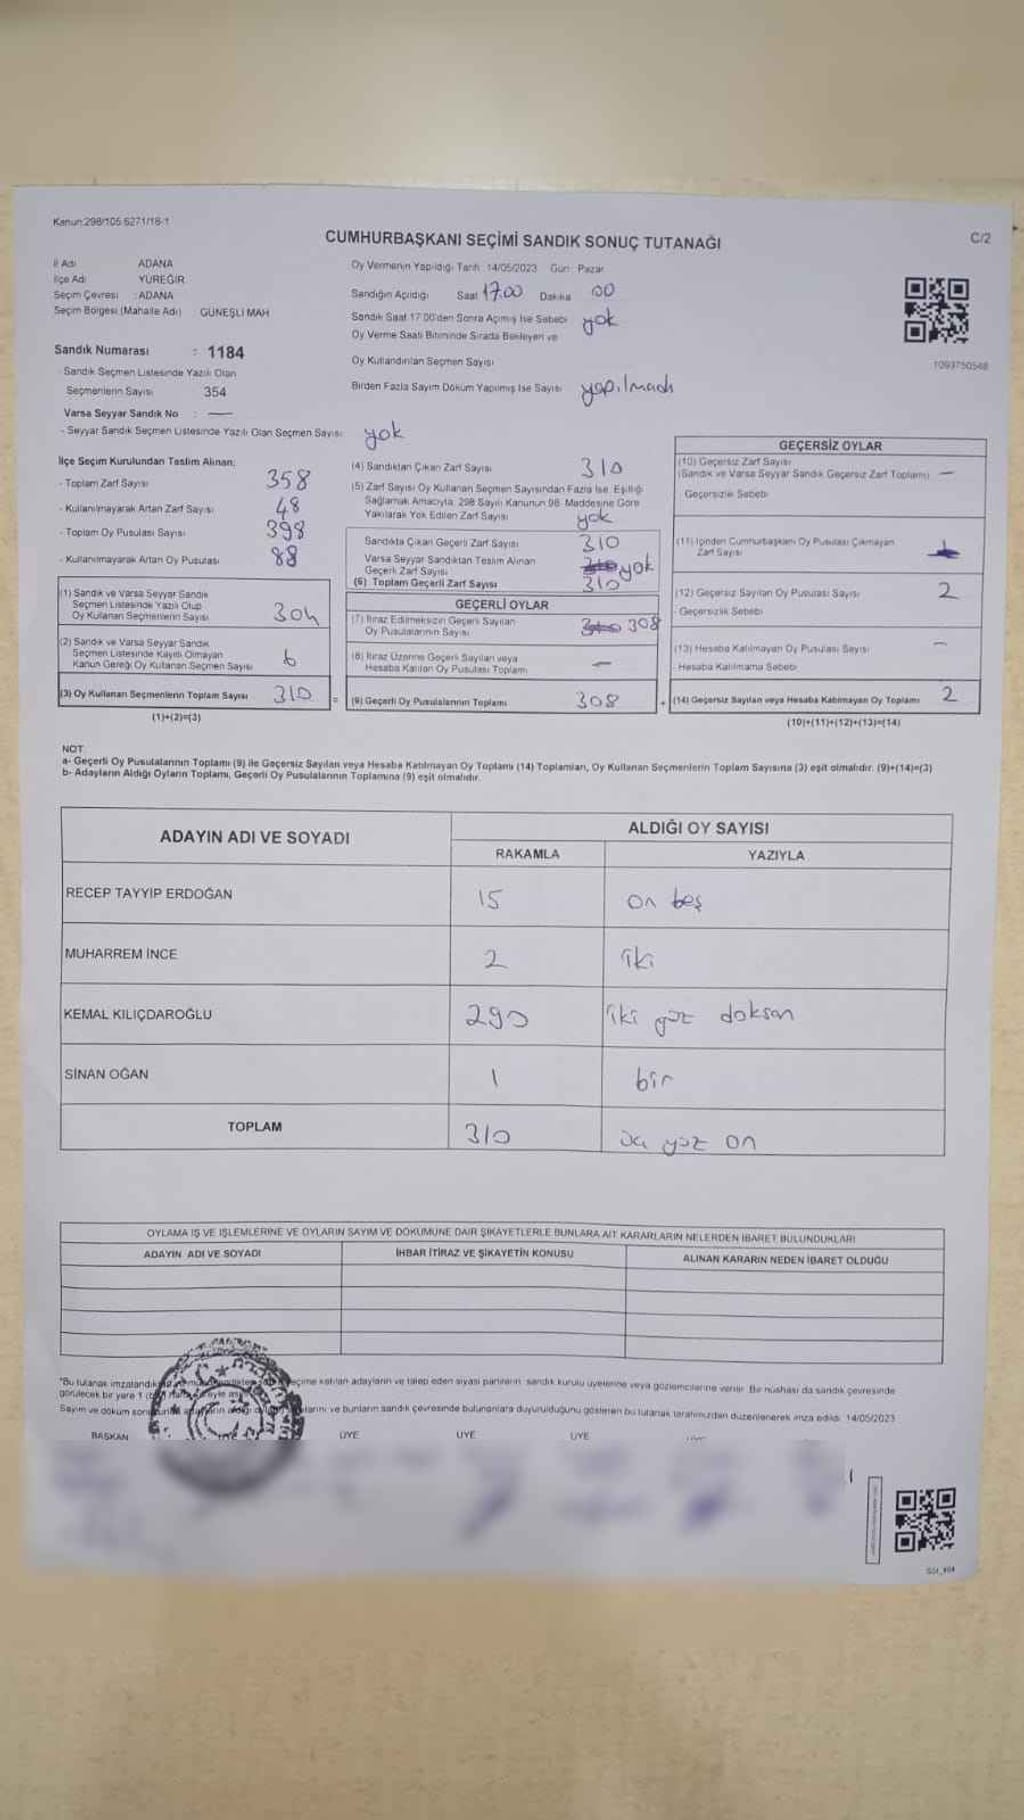 Kanun:298/105 6271/18-1
CUMHURBAŞKANI SEÇİMİ SANDIK SONUÇ TUTANAĞI
C/2
İl Adı ADANA
İlçe Adı YÜREĞİR
Seçim Çevresi : ADANA
Seçim Bölgesi (Mahalle Adı) GÜNEŞLİ MAH
Oy Vermenin Yapıldığı Tarih : 14/05/2023 Gün : Pazar
Sandığın Açıldığı Saat 17.00 Dakika 00
Sandık Saat 17.00'den Sonra Açılmış İse Sebebi yok
Oy Verme Saati Bitiminde Sırada Bekleyen ve
Oy Kullandırılan Seçmen Sayısı
Birden Fazla Sayım Döküm Yapılmış İse Sayısı yapılmadı
1093750568
Sandık Numarası : 1184
- Sandık Seçmen Listesinde Yazılı Olan
Seçmenlerin Sayısı 354
Varsa Seyyar Sandık No : —
- Seyyar Sandık Seçmen Listesinde Yazılı Olan Seçmen Sayısı yok
İlçe Seçim Kurulundan Teslim Alınan;
- Toplam Zarf Sayısı 358
- Kullanılmayarak Artan Zarf Sayısı 48
- Toplam Oy Pusulası Sayısı 398
- Kullanılmayarak Artan Oy Pusulası 88
(1) Sandık ve Varsa Seyyar Sandık
Seçmen Listesinde Yazılı Olup
Oy Kullanan Seçmenlerin Sayısı 304
(2) Sandık ve Varsa Seyyar Sandık
Seçmen Listesinde Kayıtlı Olmayan
Kanun Gereği Oy Kullanan Seçmen Sayısı 6
(3) Oy Kullanan Seçmenlerin Toplam Sayısı 310 =
(1)+(2)=(3)
(4) Sandıktan Çıkan Zarf Sayısı 310
(5) Zarf Sayısı Oy Kullanan Seçmen Sayısından Fazla İse, Eşitliği
Sağlamak Amacıyla, 298 Sayılı Kanunun 98. Maddesine Göre
Yakılarak Yok Edilen Zarf Sayısı yok
Sandıkta Çıkan Geçerli Zarf Sayısı 310
Varsa Seyyar Sandıktan Teslim Alınan
Geçerli Zarf Sayısı yok
(6) Toplam Geçerli Zarf Sayısı 310
GEÇERLİ OYLAR
(7) İtiraz Edilmeksizin Geçerli Sayılan
Oy Pusulalarının Sayısı 308
(8) İtiraz Üzerine Geçerli Sayılan veya
Hesaba Katılan Oy Pusulası Toplamı —
(9) Geçerli Oy Pusulalarının Toplamı 308 +
GEÇERSİZ OYLAR
(10) Geçersiz Zarf Sayısı
(Sandık ve Varsa Seyyar Sandık Geçersiz Zarf Toplamı) —
Geçersizlik Sebebi
(11) İçinden Cumhurbaşkanı Oy Pusulası Çıkmayan
Zarf Sayısı
(12) Geçersiz Sayılan Oy Pusulası Sayısı 2
- Geçersizlik Sebebi
(13) Hesaba Katılmayan Oy Pusulası Sayısı —
- Hesaba Katılmama Sebebi
(14) Geçersiz Sayılan veya Hesaba Katılmayan Oy Toplamı 2
(10)+(11)+(12)+(13)=(14)
NOT:
a- Geçerli Oy Pusulalarının Toplamı (9) ile Geçersiz Sayılan veya Hesaba Katılmayan Oy Toplamı (14) Toplamları, Oy Kullanan Seçmenlerin Toplam Sayısına (3) eşit olmalıdır. (9)+(14)=(3)
b- Adayların Aldığı Oyların Toplamı, Geçerli Oy Pusulalarının Toplamına (9) eşit olmalıdır.
ADAYIN ADI VE SOYADI ALDIĞI OY SAYISI
RAKAMLA YAZIYLA
RECEP TAYYİP ERDOĞAN 15 on beş
MUHARREM İNCE 2 iki
KEMAL KILIÇDAROĞLU 290 iki yüz doksan
SİNAN OĞAN 1 bir
TOPLAM 310 yüz on
OYLAMA İŞ VE İŞLEMLERİNE VE OYLARIN SAYIM VE DÖKÜMÜNE DAİR ŞİKAYETLERLE BUNLARA AİT KARARLARIN NELERDEN İBARET BULUNDUKLARI
ADAYIN ADI VE SOYADI İHBAR İTİRAZ VE ŞİKAYETİN KONUSU ALINAN KARARIN NEDEN İBARET OLDUĞU
"Bu tutanak imzalandık seçime katılan adayların ve talep eden siyasi partilerin, sandık kurulu üyelerine veya gözlemcilerine verilir. Bir nüshası da sandık çevresinde
görülecek bir yere 1
Sayım ve döküm ve bunların sandık çevresinde bulunanlara duyurulduğunu gösteren bu tutanak tarafımızdan düzenlenerek imza edildi. 14/05/2023
BAŞKAN ÜYE ÜYE ÜYE